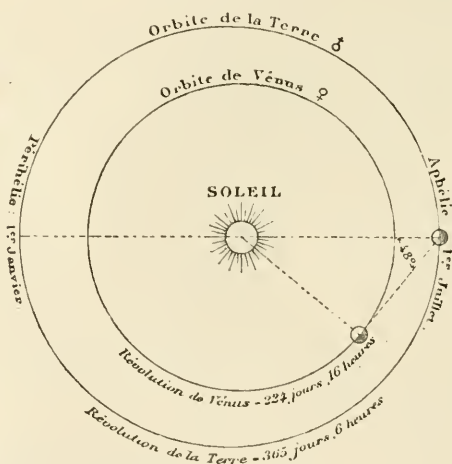 Orbite de la Terre ♁
Orbite de Vénus ♀
SOLEIL
Périhélie : 1er Janvier.
Aphélie 1er Juillet.
48°
Révolution de Vénus - 224 jours, 16 heures
Révolution de la Terre - 365 jours, 6 heures